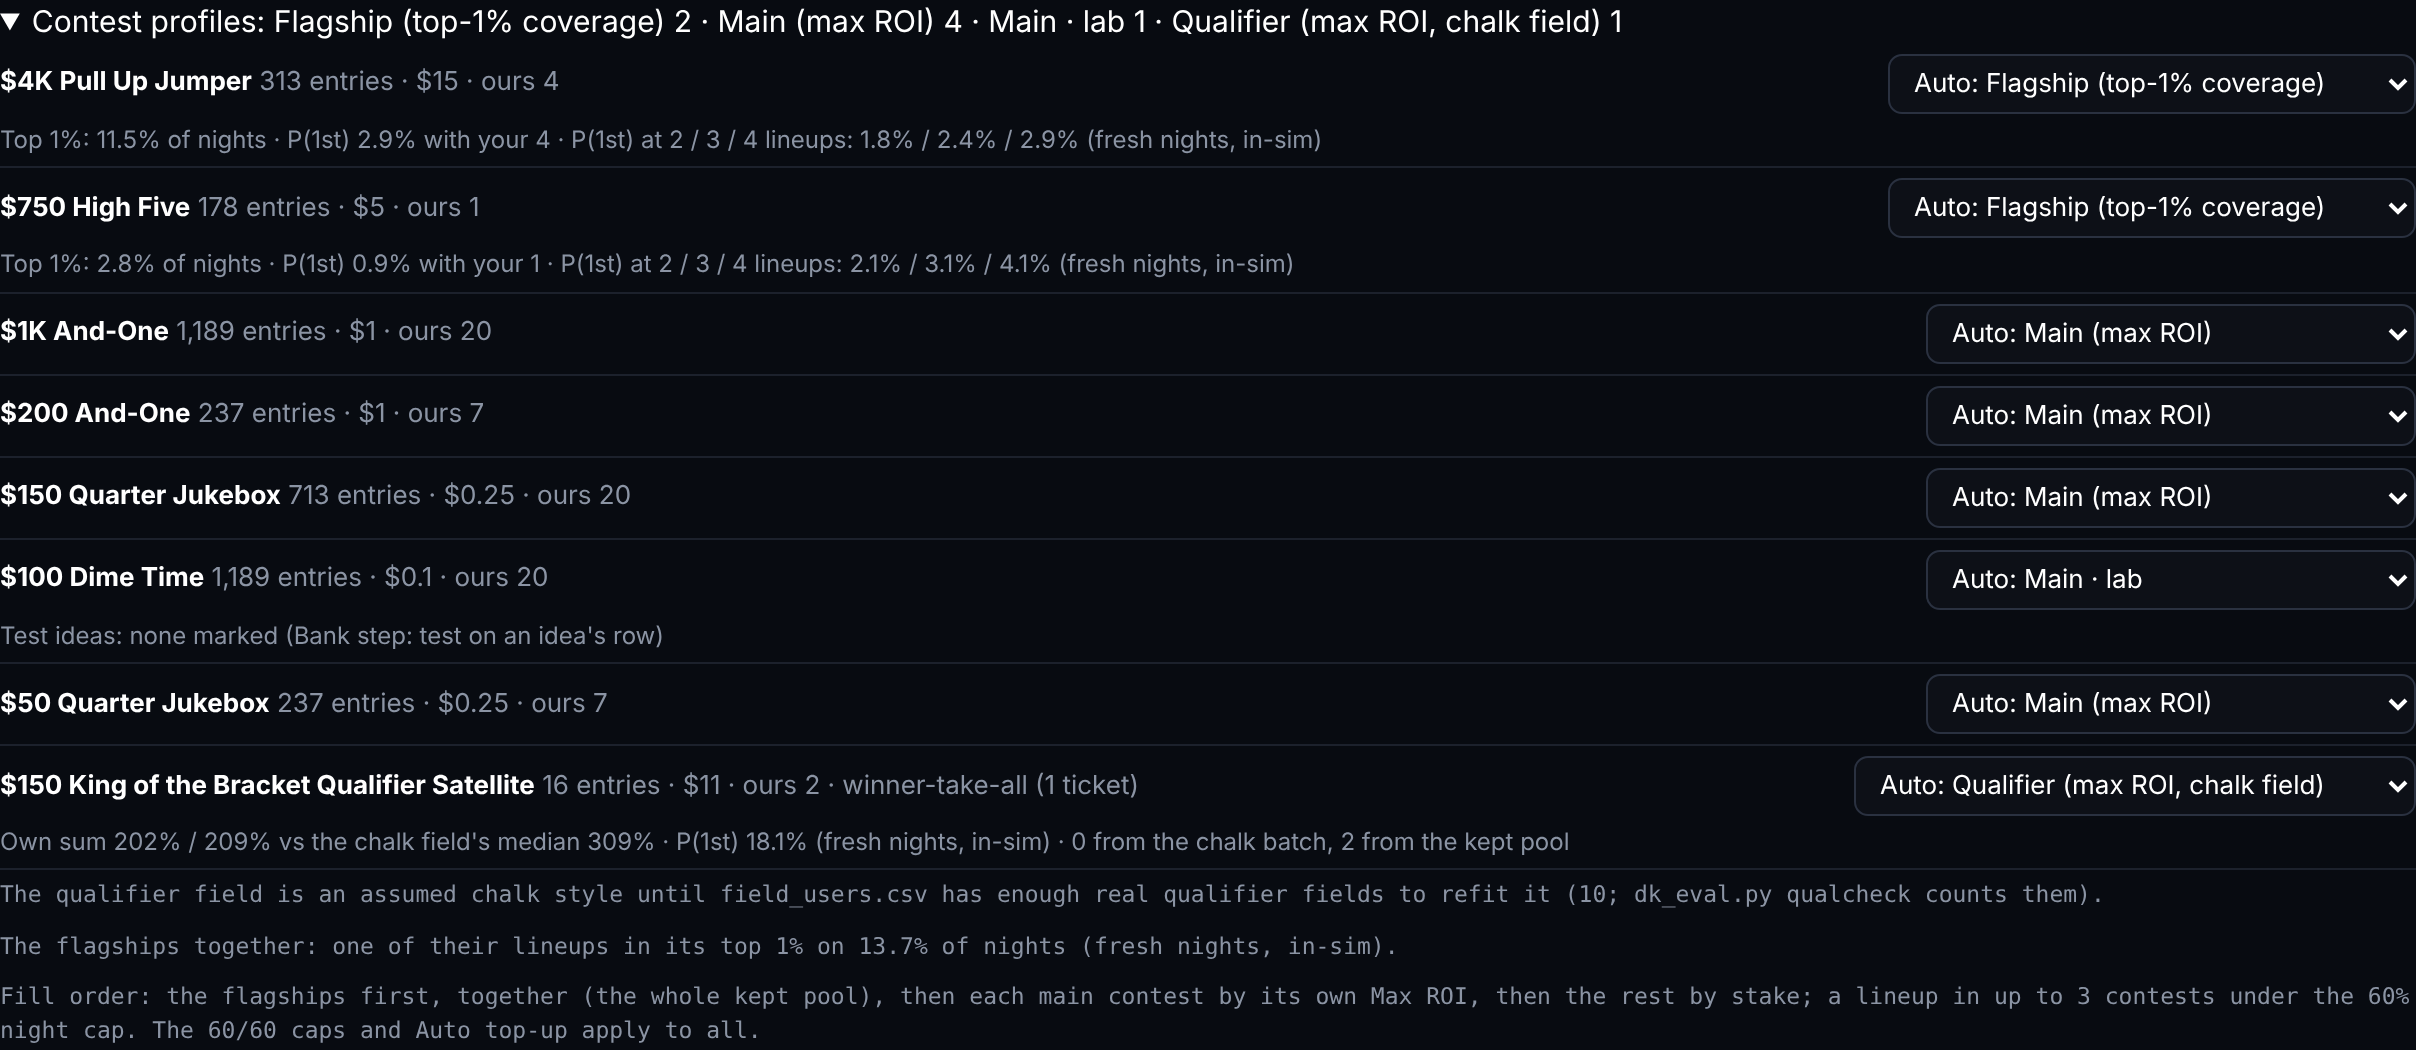 ▼ Contest profiles: Flagship (top-1% coverage) 2 · Main (max ROI) 4 · Main · lab 1 · Qualifier (max ROI, chalk field) 1
$4K Pull Up Jumper 313 entries · $15 · ours 4
Auto: Flagship (top-1% coverage)
Top 1%: 11.5% of nights · P(1st) 2.9% with your 4 · P(1st) at 2 / 3 / 4 lineups: 1.8% / 2.4% / 2.9% (fresh nights, in-sim)
$750 High Five 178 entries · $5 · ours 1
Auto: Flagship (top-1% coverage)
Top 1%: 2.8% of nights · P(1st) 0.9% with your 1 · P(1st) at 2 / 3 / 4 lineups: 2.1% / 3.1% / 4.1% (fresh nights, in-sim)
$1K And-One 1,189 entries · $1 · ours 20
Auto: Main (max ROI)
$200 And-One 237 entries · $1 · ours 7
Auto: Main (max ROI)
$150 Quarter Jukebox 713 entries · $0.25 · ours 20
Auto: Main (max ROI)
$100 Dime Time 1,189 entries · $0.1 · ours 20
Auto: Main · lab
Test ideas: none marked (Bank step: test on an idea's row)
$50 Quarter Jukebox 237 entries · $0.25 · ours 7
Auto: Main (max ROI)
$150 King of the Bracket Qualifier Satellite 16 entries · $11 · ours 2 · winner-take-all (1 ticket)
Auto: Qualifier (max ROI, chalk field)
Own sum 202% / 209% vs the chalk field's median 309% · P(1st) 18.1% (fresh nights, in-sim) · 0 from the chalk batch, 2 from the kept pool
The qualifier field is an assumed chalk style until field_users.csv has enough real qualifier fields to refit it (10; dk_eval.py qualcheck counts them).
The flagships together: one of their lineups in its top 1% on 13.7% of nights (fresh nights, in-sim).
Fill order: the flagships first, together (the whole kept pool), then each main contest by its own Max ROI, then the rest by stake; a lineup in up to 3 contests under the 60%
night cap. The 60/60 caps and Auto top-up apply to all.